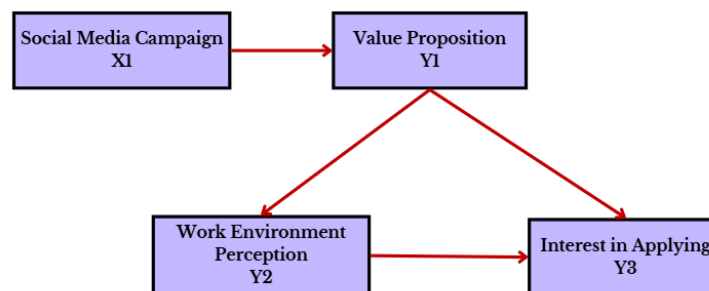 Social Media Campaign
X1
Value Proposition
Y1
Work Environment
Perception
Y2
Interest in Applying
Y3